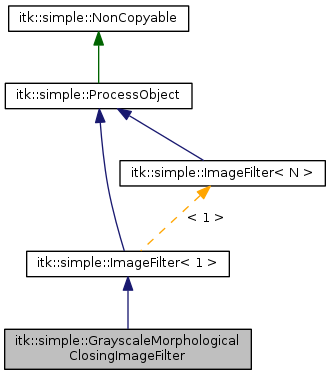 itk::simple::NonCopyable
itk::simple::ProcessObject
itk::simple::ImageFilter< N >
< 1 >
itk::simple::ImageFilter< 1 >
itk::simple::GrayscaleMorphological
ClosingImageFilter